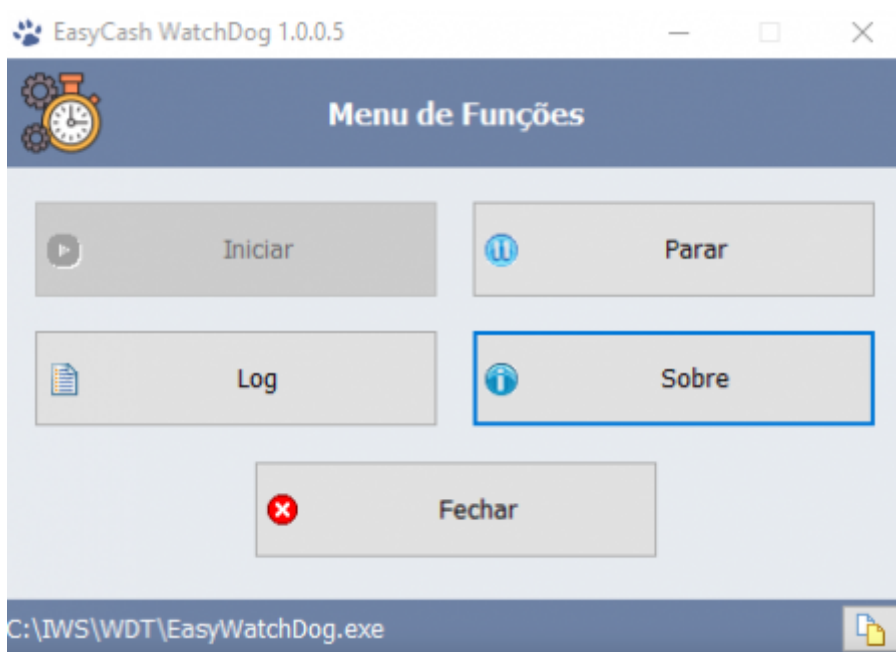 EasyCash WatchDog 1.0.0.5
Menu de Funções
Iniciar
Parar
Log
Sobre
Fechar
C:\IWS\WDT\EasyWatchDog.exe